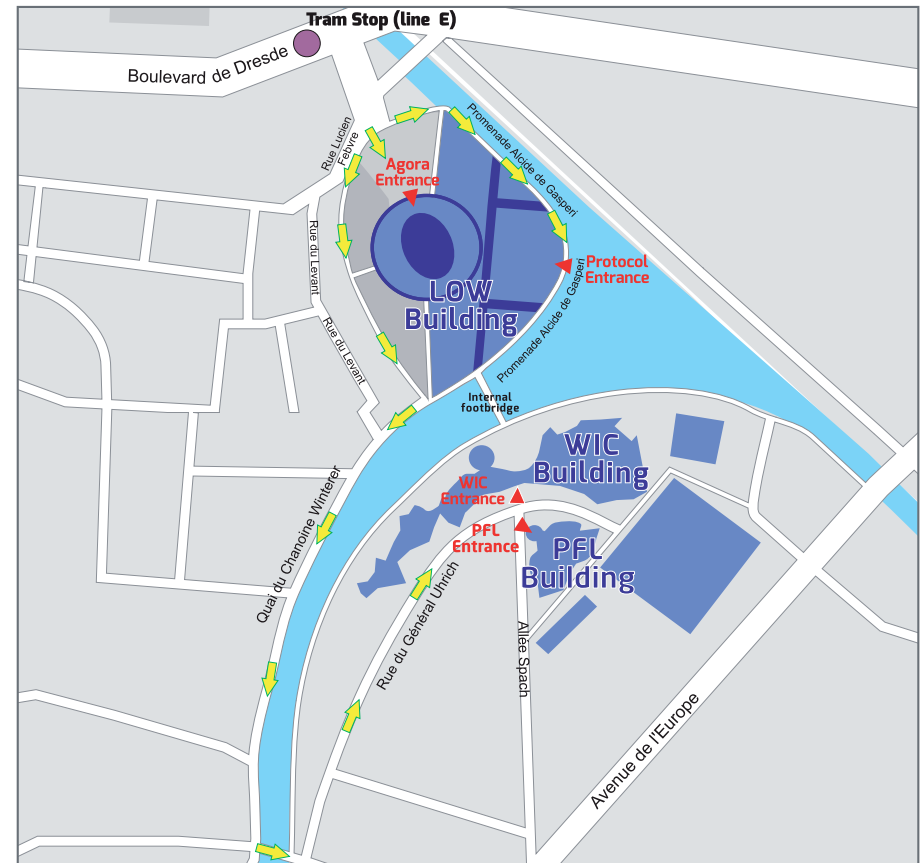 Tram Stop (line E)
Boulevard de Dresde
Rue Lucien
Febvre
Promenade Alcide de Gasperi
Agora
Entrance
Rue du Levant
Protocol
Entrance
LOW
Building
Promenade Alcide de Gasperi
Rue du Levant
Internal
footbridge
WIC
Building
WIC
Entrance
Quai du Chanoine Winterer
PFL
Entrance
PFL
Building
Rue du Général Uhrich
Allée Spach
Avenue de l'Europe